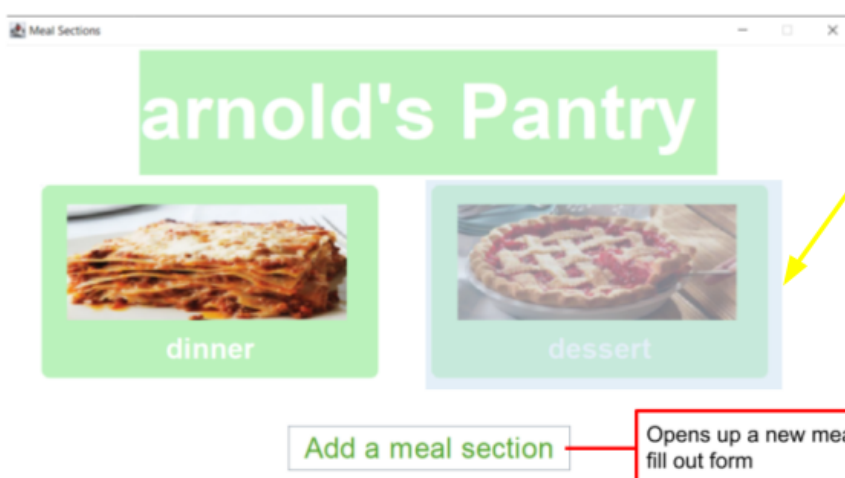 Meal Sections
arnold's Pantry
dinner
dessert
Add a meal section
Opens up a new mea
fill out form